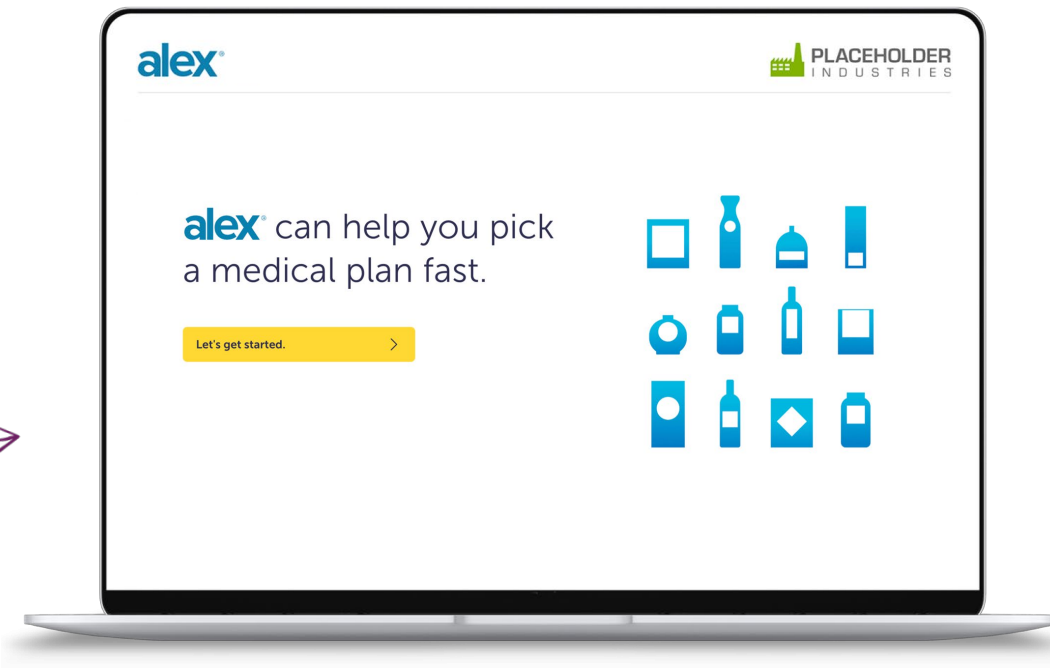 alex®
PLACEHOLDER
INDUSTRIES
alex® can help you pick
a medical plan fast.
Let's get started.